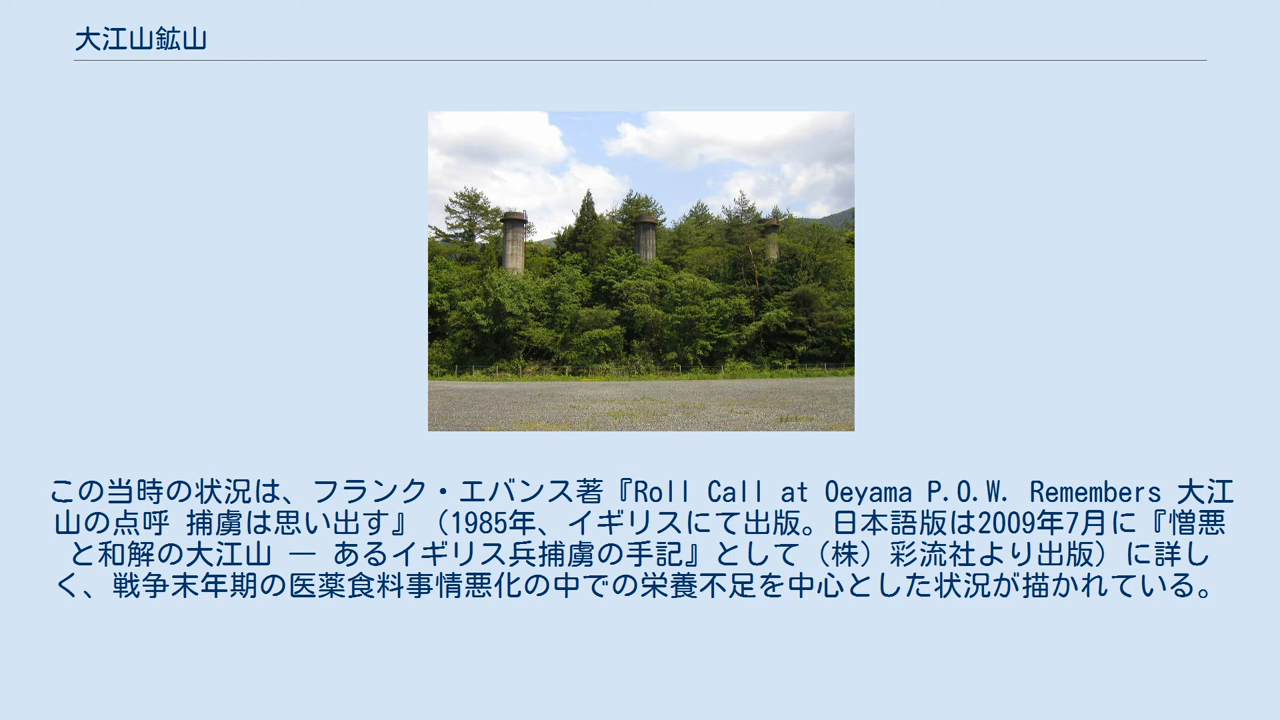 大江山鉱山
この当時の状況は、フランク・エバンス著『Roll Call at Oeyama P.O.W. Remembers 大江
山の点呼 捕虜は思い出す』（1985年、イギリスにて出版。日本語版は2009年7月に『憎悪
と和解の大江山 ― あるイギリス兵捕虜の手記』として（株）彩流社より出版）に詳し
く、戦争末年期の医薬食料事情悪化の中での栄養不足を中心とした状況が描かれている。